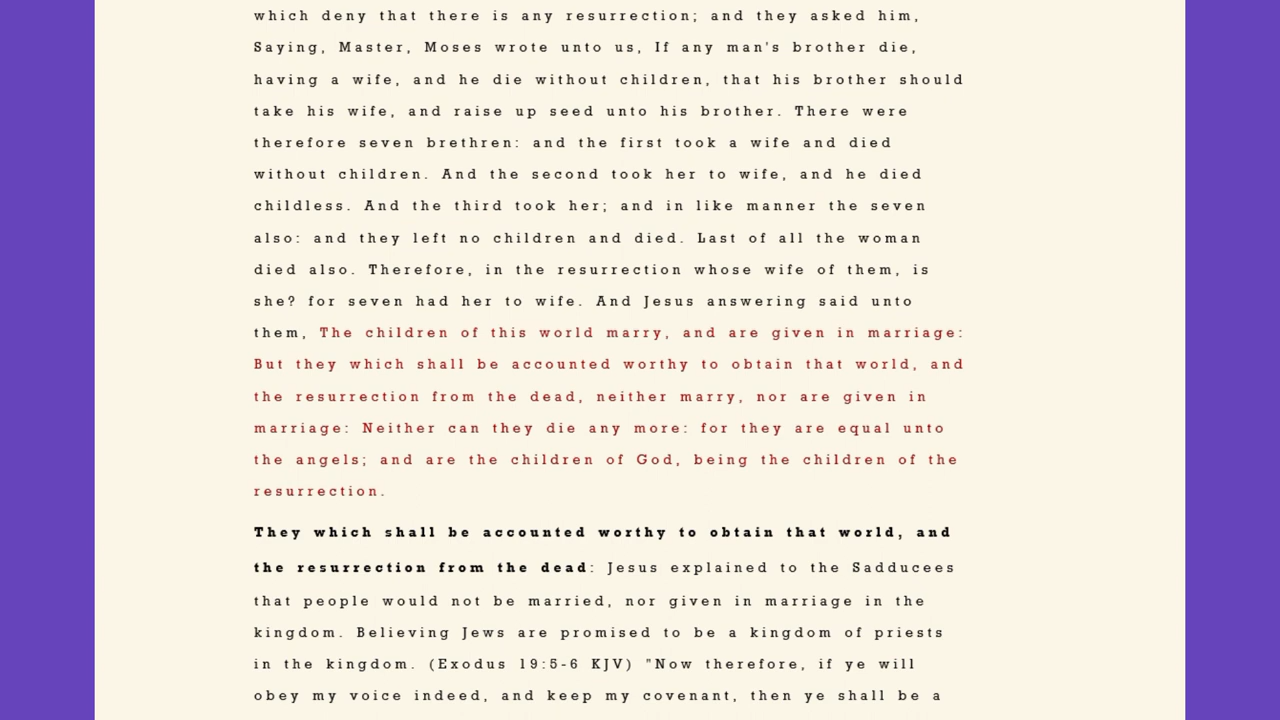 which deny that there is any resurrection; and they asked him,
Saying, Master, Moses wrote unto us, If any man's brother die,
having a wife, and he die without children, that his brother should
take his wife, and raise up seed unto his brother. There were
therefore seven brethren: and the first took a wife and died
without children. And the second took her to wife, and he died
childless. And the third took her; and in like manner the seven
also: and they left no children and died. Last of all the woman
died also. Therefore, in the resurrection whose wife of them, is
she? for seven had her to wife. And Jesus answering said unto
them, The children of this world marry, and are given in marriage:
But they which shall be accounted worthy to obtain that world, and
the resurrection from the dead, neither marry, nor are given in
marriage: Neither can they die any more: for they are equal unto
the angels; and are the children of God, being the children of the
resurrection.
They which shall be accounted worthy to obtain that world, and
the resurrection from the dead: Jesus explained to the Sadducees
that people would not be married, nor given in marriage in the
kingdom. Believing Jews are promised to be a kingdom of priests
in the kingdom. (Exodus 19:5-6 KJV) "Now therefore, if ye will
obey my voice indeed, and keep my covenant, then ye shall be a